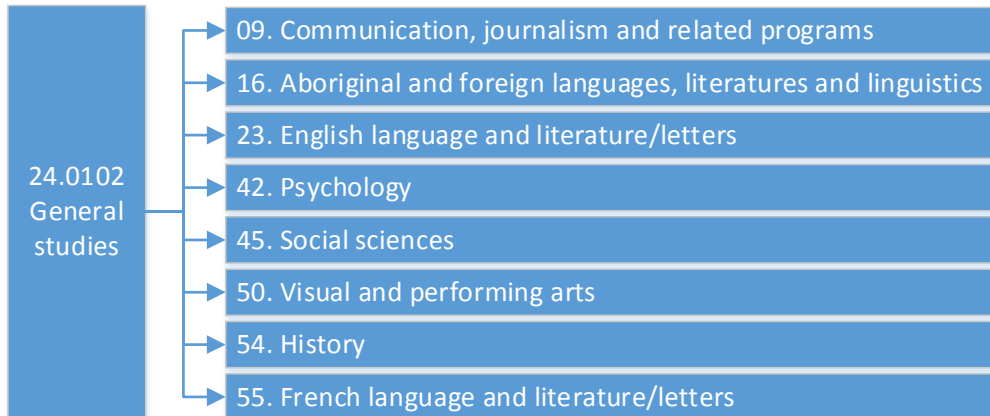 24.0102
General
studies
09. Communication, journalism and related programs
16. Aboriginal and foreign languages, literatures and linguistics
23. English language and literature/letters
42. Psychology
45. Social sciences
50. Visual and performing arts
54. History
55. French language and literature/letters